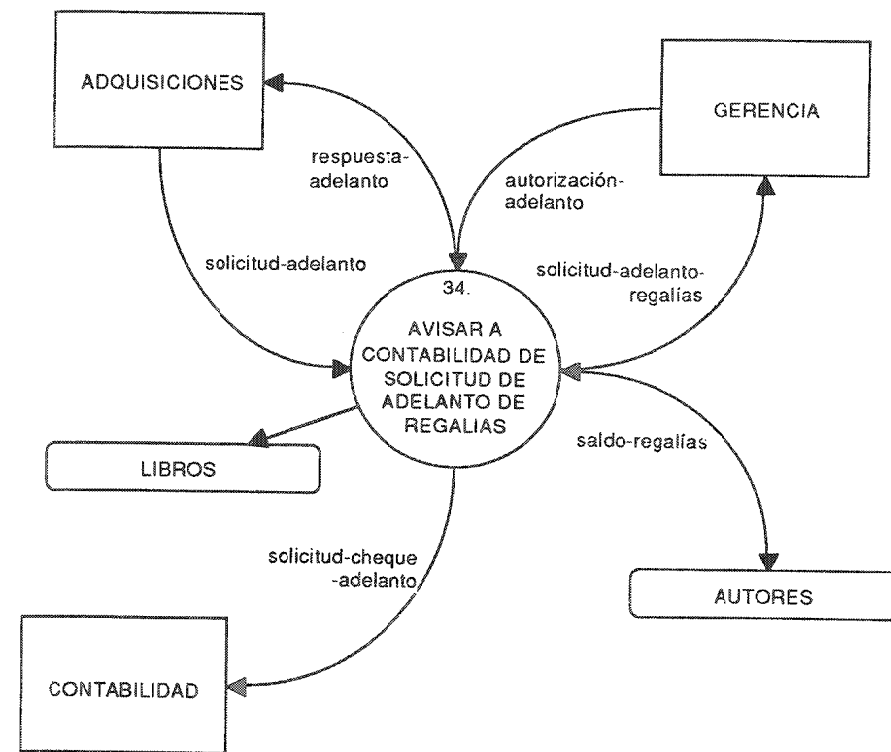 ADQUISICIONES
GERENCIA
respuesta-
adelanto
autorización-
adelanto
solicitud-adelanto
solicitud-adelanto-
regalías
34.
AVISAR A
CONTABILIDAD DE
SOLICITUD DE
ADELANTO DE
REGALIAS
saldo-regalías
LIBROS
solicitud-cheque
-adelanto
AUTORES
CONTABILIDAD